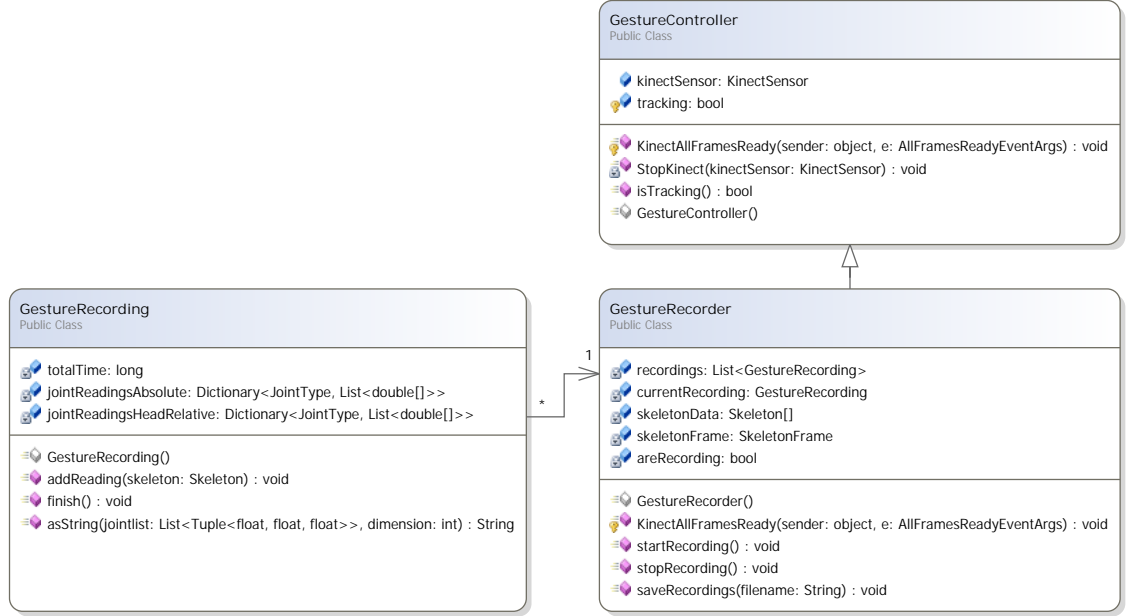 GestureController
Public Class
kinectSensor: KinectSensor
tracking: bool
KinectAllFramesReady(sender: object, e: AllFramesReadyEventArgs) : void
StopKinect(kinectSensor: KinectSensor) : void
isTracking() : bool
GestureController()
GestureRecording
Public Class
totalTime: long
jointReadingsAbsolute: Dictionary<JointType, List<double[]>>
jointReadingsHeadRelative: Dictionary<JointType, List<double[]>>
GestureRecording()
addReading(skeleton: Skeleton) : void
finish() : void
asString(jointlist: List<Tuple<float, float, float>>, dimension: int) : String
*
1
GestureRecorder
Public Class
recordings: List<GestureRecording>
currentRecording: GestureRecording
skeletonData: Skeleton[]
skeletonFrame: SkeletonFrame
areRecording: bool
GestureRecorder()
KinectAllFramesReady(sender: object, e: AllFramesReadyEventArgs) : void
startRecording() : void
stopRecording() : void
saveRecordings(filename: String) : void